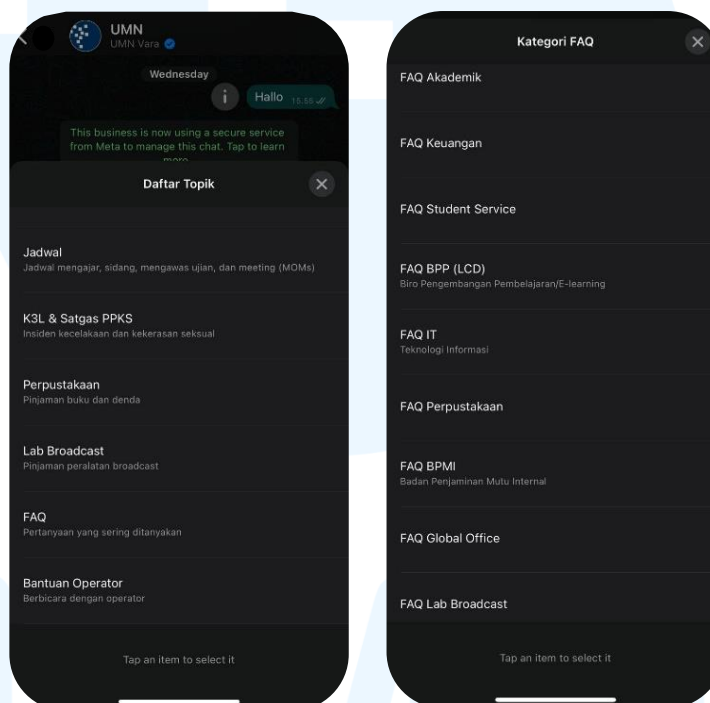 UMN
UMN Vara
Wednesday
Hallo 15.55
This business is now using a secure service
from Meta to manage this chat. Tap to learn
more
Daftar Topik
Jadwal
Jadwal mengajar, sidang, mengawas ujian, dan meeting (MOMs)
K3L & Satgas PPKS
Insiden kecelakaan dan kekerasan seksual
Perpustakaan
Pinjaman buku dan denda
Lab Broadcast
Pinjaman peralatan broadcast
FAQ
Pertanyaan yang sering ditanyakan
Bantuan Operator
Berbicara dengan operator
Tap an item to select it
Kategori FAQ
FAQ Akademik
FAQ Keuangan
FAQ Student Service
FAQ BPP (LCD)
Biro Pengembangan Pembelajaran/E-learning
FAQ IT
Teknologi Informasi
FAQ Perpustakaan
FAQ BPMI
Badan Penjaminan Mutu Internal
FAQ Global Office
FAQ Lab Broadcast
Tap an item to select it